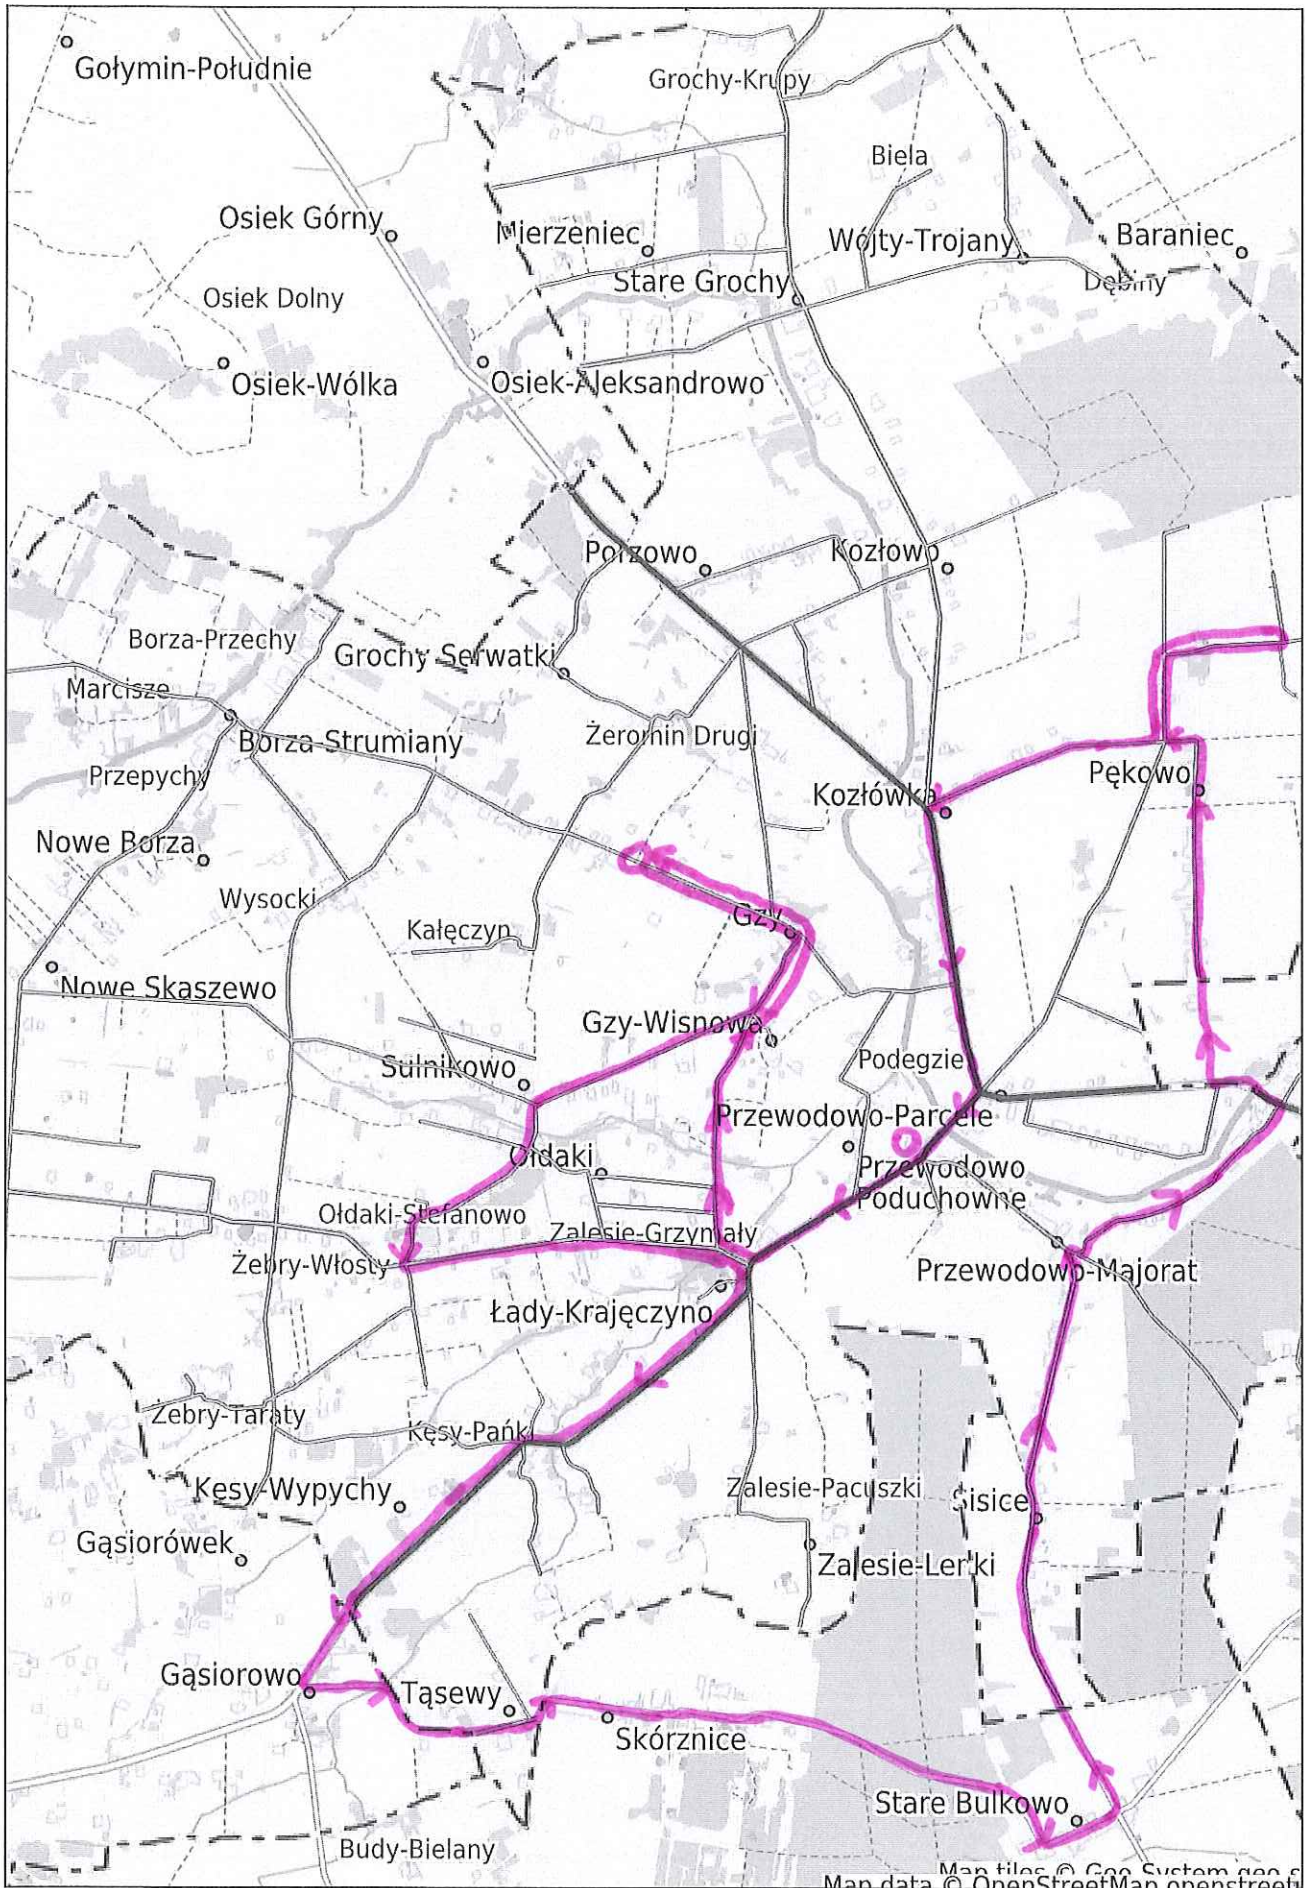 Gołymin-Południe
Grochy-Krupy
Biela
Osiek Górny
Mierzeniec
Wójty-Trojany
Baraniec
Stare Grochy
Dębiny
Osiek Dolny
Osiek-Wólka
Osiek-Aleksandrowo
Porzowo
Kozłowo
Borza-Przechy
Grochy Serwatki
Marcisze
Borza Strumiany
Żeromin Drugi
Przepychy
Pękowo
Kozłówka
Nowe Borza
Wysocki
Gzy
Kałęczyn
Nowe Skaszewo
Gzy-Wisnowa
Sulnikowo
Podegzie
Przewodowo-Parcele
Ołdaki
Przewodowo
Poduchowne
Ołdaki-Stefanowo
Zalesie-Grzymały
Żebry-Włosty
Przewodowo-Majorat
Łady-Krajęczyno
Żebry-Taraty
Kęsy-Pańki
Kęsy-Wypychy
Zalesie-Pacuszki
Sisice
Gąsiorówek
Zalesie-Lenki
Gąsiorowo
Tąsewy
Skórznice
Stare Bulkowo
Budy-Bielany
Map tiles © Geo-System geo-s
Map data © OpenStreetMap openstreet